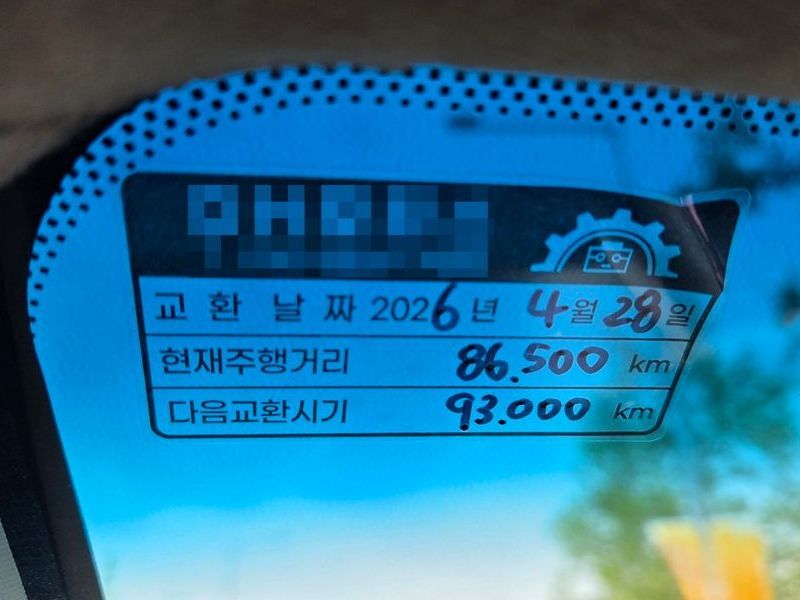 교환날짜 2026년 4월 28일
현재주행거리 86.500 km
다음교환시기 93.000 km